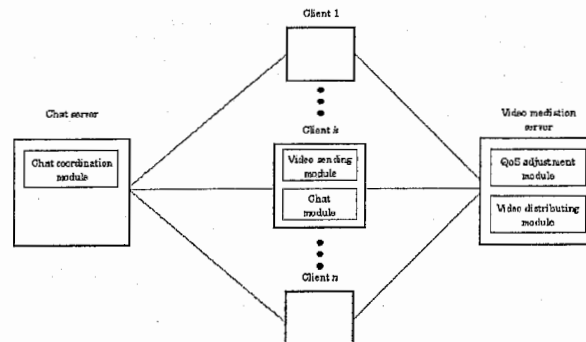 Client 1
Chat server
Chat coordination
module
Client k
Video sending
module
Chat
module
Video mediation
server
QoS adjustment
module
Video distributing
module
Client n